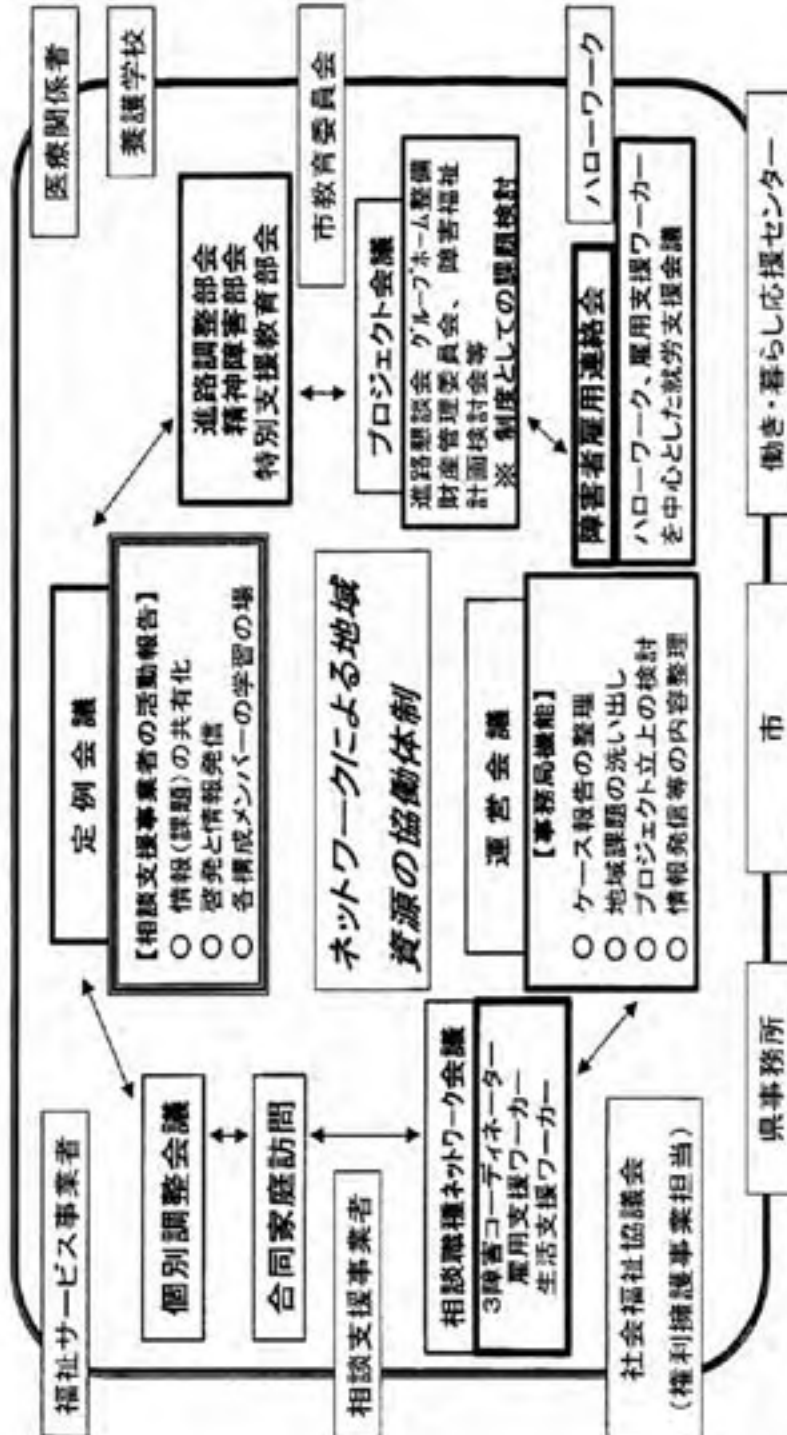 福祉サービス事業者
医療関係者
養護学校
定例会議
【相談支援事業者の活動報告】
○ 情報(課題)の共有化
○ 啓発と情報発信
○ 各構成メンバーの学習の場
個別調整会議
合同家庭訪問
進路調整部会
精神障害部会
特別支援教育部会
市教育委員会
相談支援事業者
ネットワークによる地域
資源の協働体制
プロジェクト会議
進路懇談会 グループホーム整備
財産管理委員会、障害福祉
計画検討会等
※ 制度としての課題検討
相談職種ネットワーク会議
3障害コーディネーター
雇用支援ワーカー
生活支援ワーカー
運営会議
【事務局機能】
○ ケース報告の整理
○ 地域課題の洗い出し
○ プロジェクト立上の検討
○ 情報発信等の内容整理
障害者雇用連絡会
ハローワーク、雇用支援ワーカー
を中心とした就労支援会議
ハローワーク
社会福祉協議会
(権利擁護事業担当)
県事務所
市
働き・暮らし応援センター